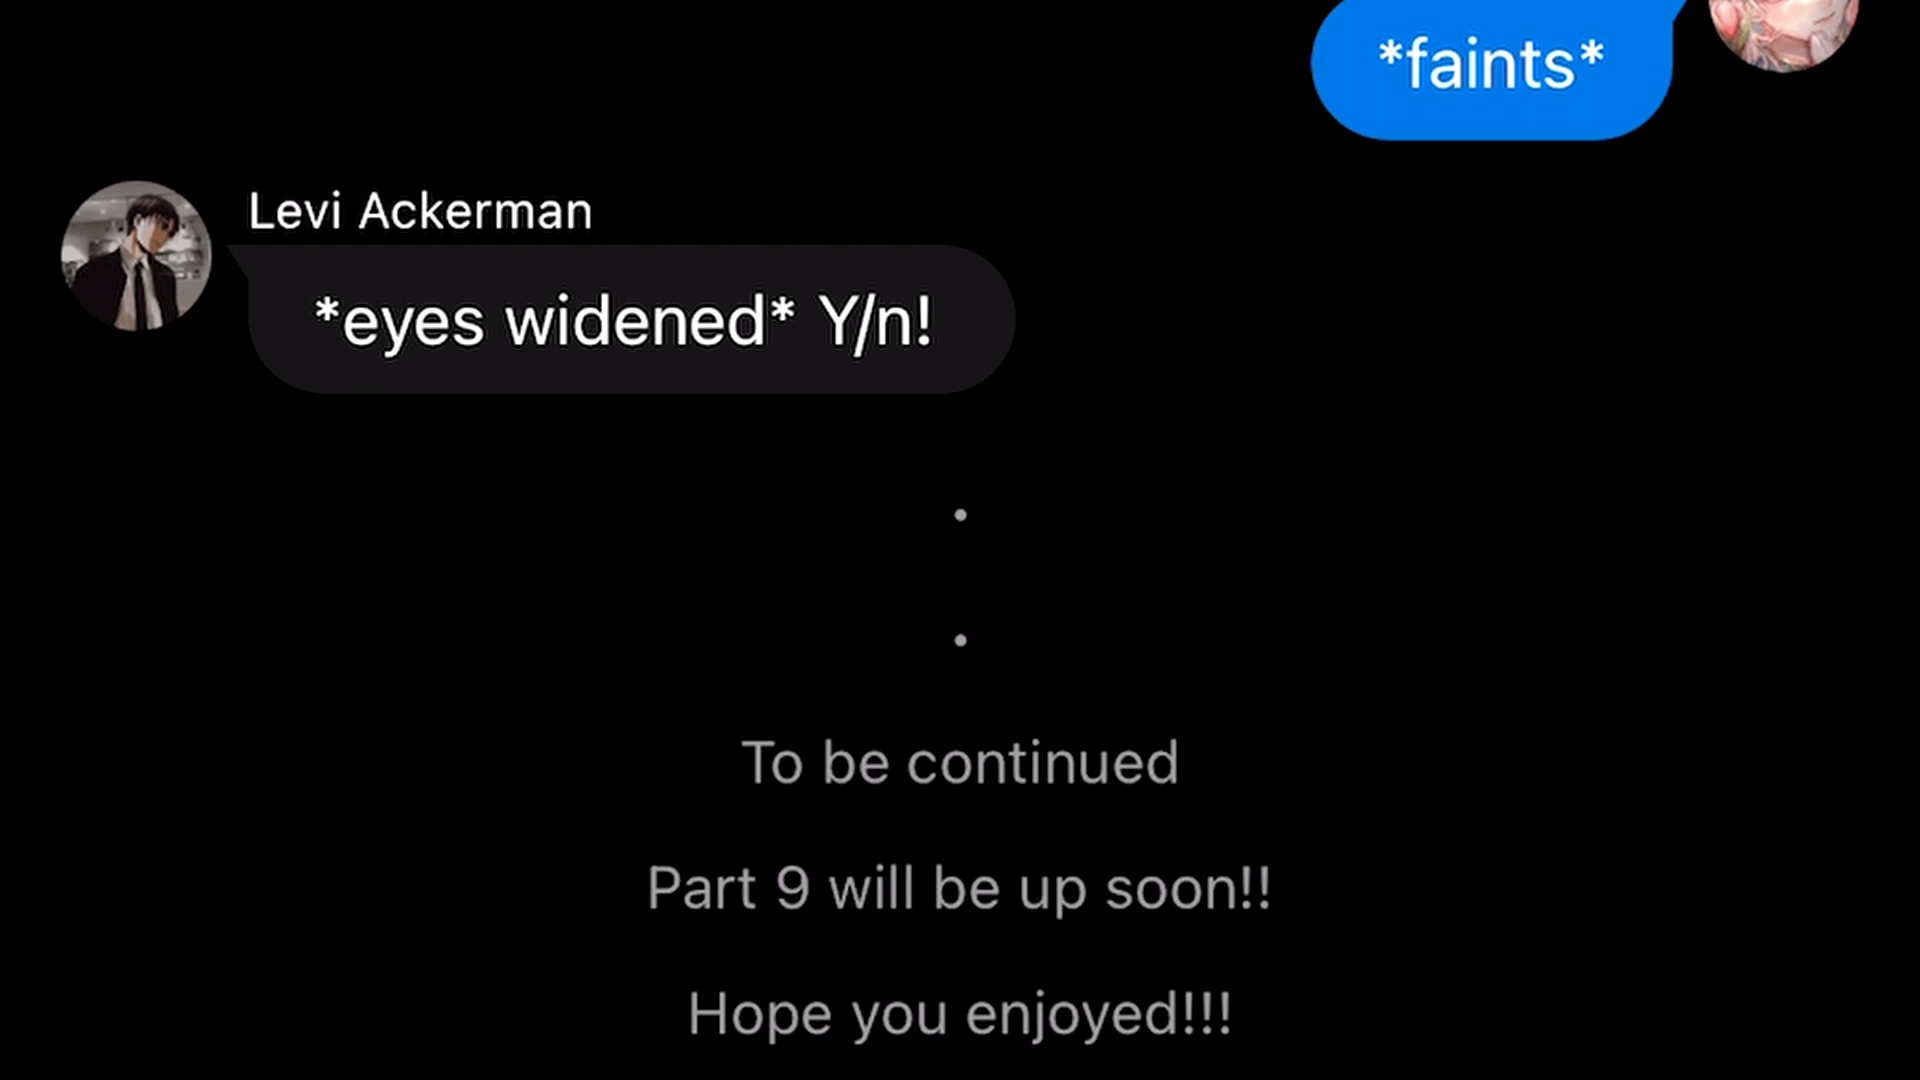 *faints*
Levi Ackerman
*eyes widened* Y/n!
.
.
To be continued
Part 9 will be up soon!!
Hope you enjoyed!!!